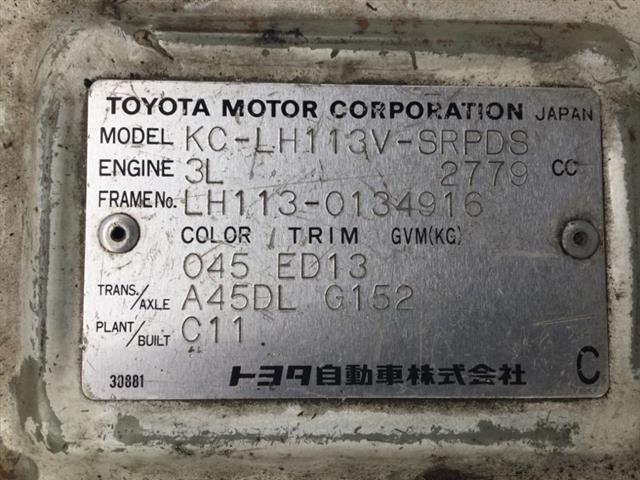 TOYOTA MOTOR CORPORATION JAPAN
MODEL KC-LH113V-SRPDS
ENGINE 3L 2779 CC
FRAME No. LH113-0134916
COLOR / TRIM GVM(KG)
045 ED13
TRANS./AXLE A45DL G152
PLANT/BUILT C11
30881 トヨタ自動車株式会社 C